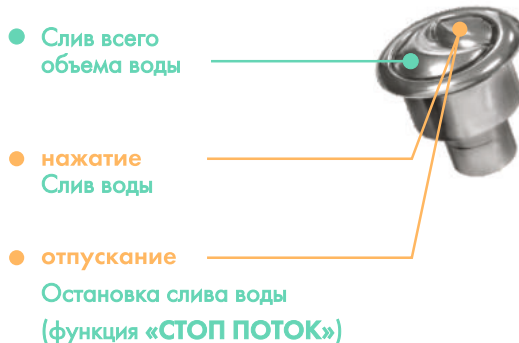 Слив всего
объема воды
нажатие
Слив воды
отпускание
Остановка слива воды
(функция «СТОП ПОТОК»)